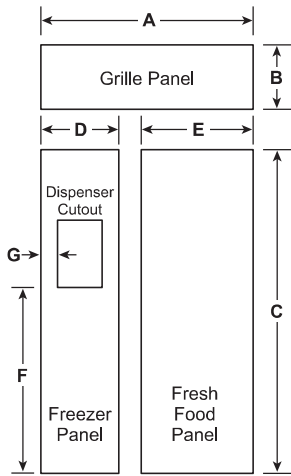 A
Grille Panel
B
D
E
Dispenser
Cutout
G
C
F
Freezer
Panel
Fresh
Food
Panel